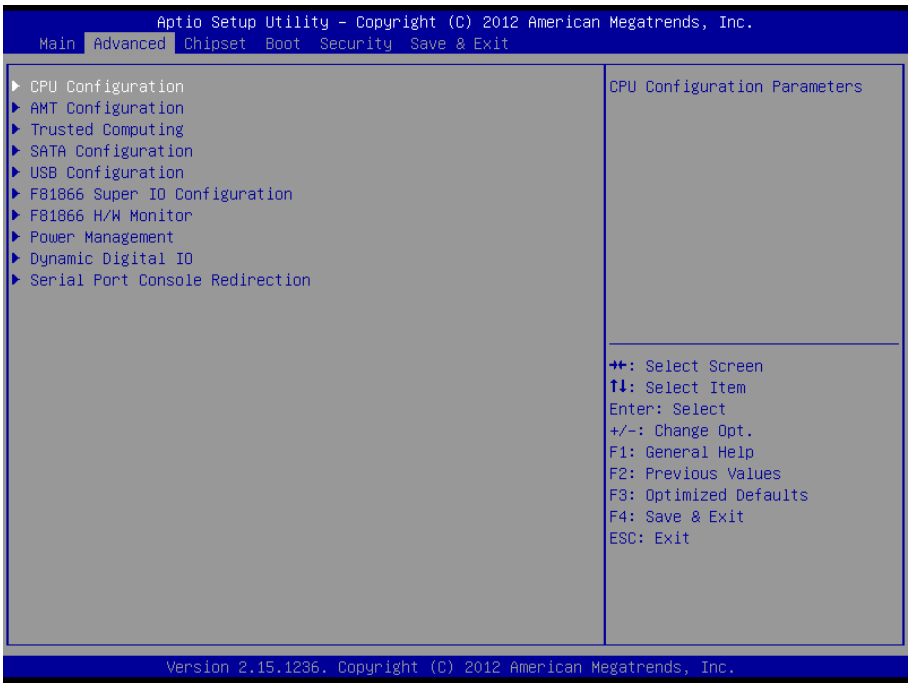 Aptio Setup Utility – Copyright (C) 2012 American Megatrends, Inc.
Main Advanced Chipset Boot Security Save & Exit
▶ CPU Configuration
▶ AMT Configuration
▶ Trusted Computing
▶ SATA Configuration
▶ USB Configuration
▶ F81866 Super IO Configuration
▶ F81866 H/W Monitor
▶ Power Management
▶ Dynamic Digital IO
▶ Serial Port Console Redirection
CPU Configuration Parameters
→←: Select Screen
↑↓: Select Item
Enter: Select
+/-: Change Opt.
F1: General Help
F2: Previous Values
F3: Optimized Defaults
F4: Save & Exit
ESC: Exit
Version 2.15.1236. Copyright (C) 2012 American Megatrends, Inc.